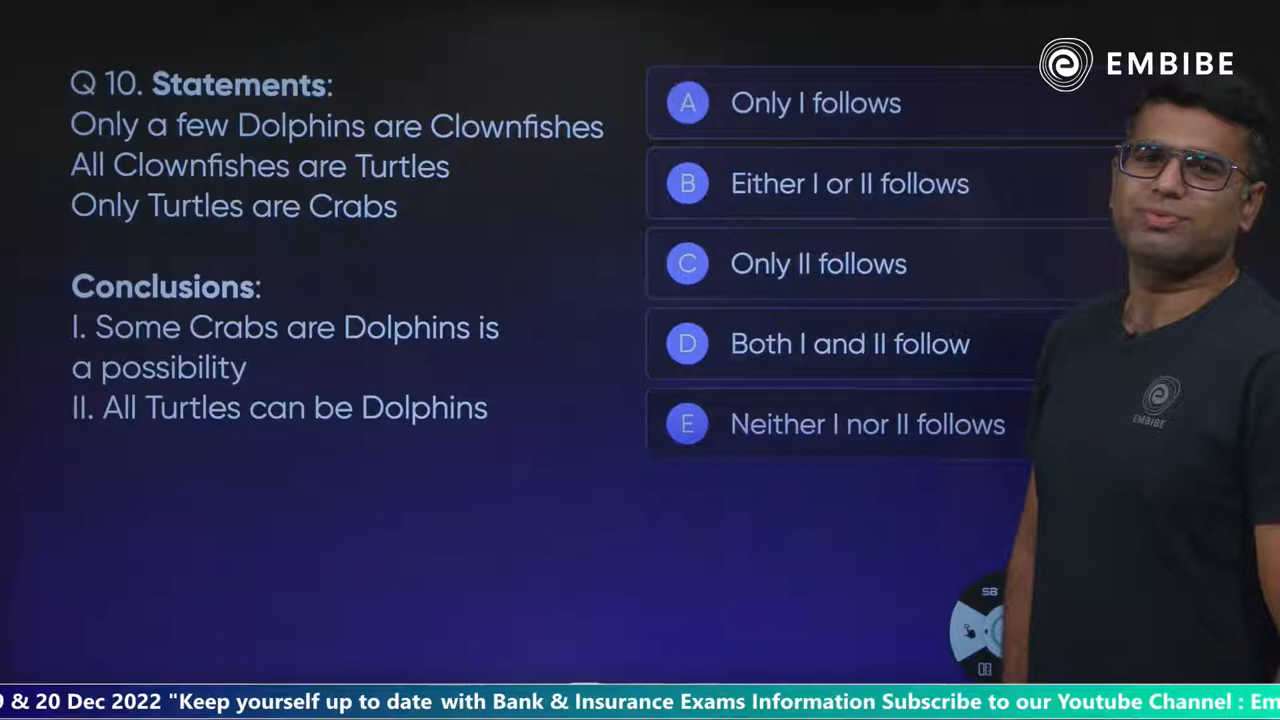 EMBIBE
Q 10. Statements:
Only a few Dolphins are Clownfishes
All Clownfishes are Turtles
Only Turtles are Crabs
Conclusions:
I. Some Crabs are Dolphins is
a possibility
II. All Turtles can be Dolphins
A Only I follows
B Either I or II follows
C Only II follows
D Both I and II follow
E Neither I nor II follows
EMBIBE
SB
& 20 Dec 2022 "Keep yourself up to date with Bank & Insurance Exams Information Subscribe to our Youtube Channel :